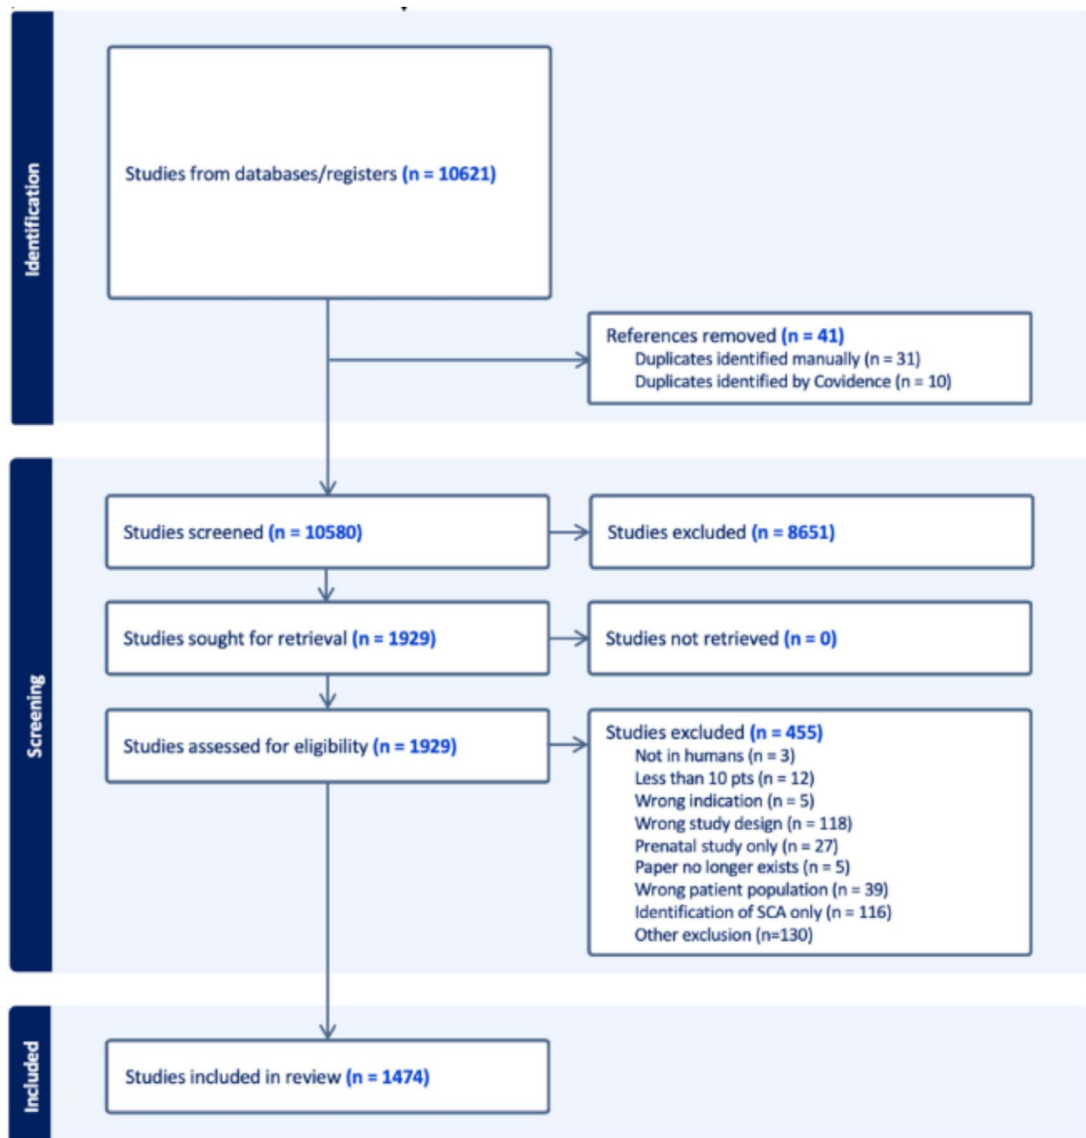 Identification
Studies from databases/registers (n = 10621)
References removed (n = 41)
Duplicates identified manually (n = 31)
Duplicates identified by Covidence (n = 10)
Screening
Studies screened (n = 10580)
Studies excluded (n = 8651)
Studies sought for retrieval (n = 1929)
Studies not retrieved (n = 0)
Studies assessed for eligibility (n = 1929)
Studies excluded (n = 455)
Not in humans (n = 3)
Less than 10 pts (n = 12)
Wrong indication (n = 5)
Wrong study design (n = 118)
Prenatal study only (n = 27)
Paper no longer exists (n = 5)
Wrong patient population (n = 39)
Identification of SCA only (n = 116)
Other exclusion (n=130)
Included
Studies included in review (n = 1474)